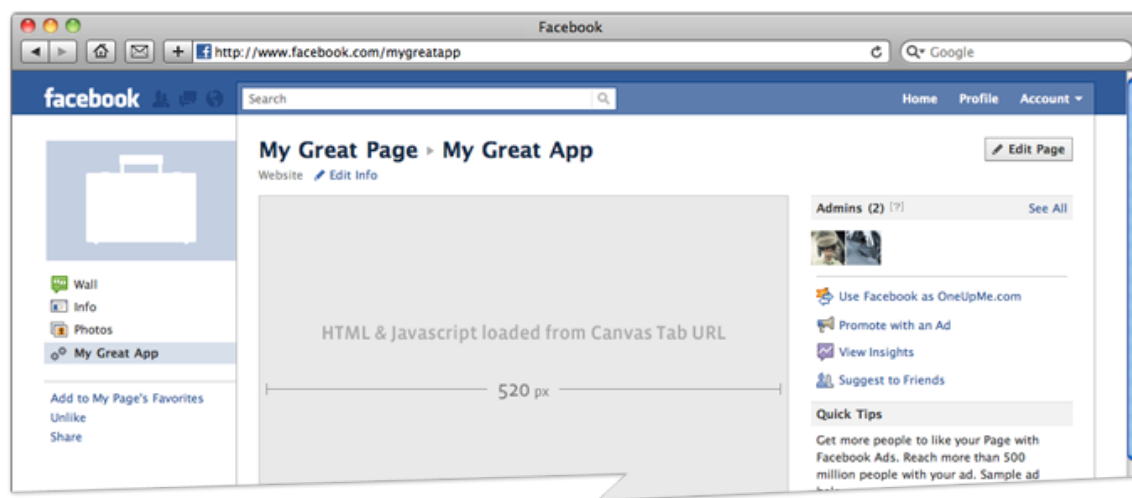 Facebook
http://www.facebook.com/mygreatapp
Google
facebook
Search
Home Profile Account
My Great Page ▸ My Great App
Edit Page
Website Edit Info
Wall
Info
Photos
My Great App
Add to My Page's Favorites
Unlike
Share
HTML & Javascript loaded from Canvas Tab URL
520 px
Admins (2) [?] See All
Use Facebook as OneUpMe.com
Promote with an Ad
View Insights
Suggest to Friends
Quick Tips
Get more people to like your Page with
Facebook Ads. Reach more than 500
million people with your ad. Sample ad